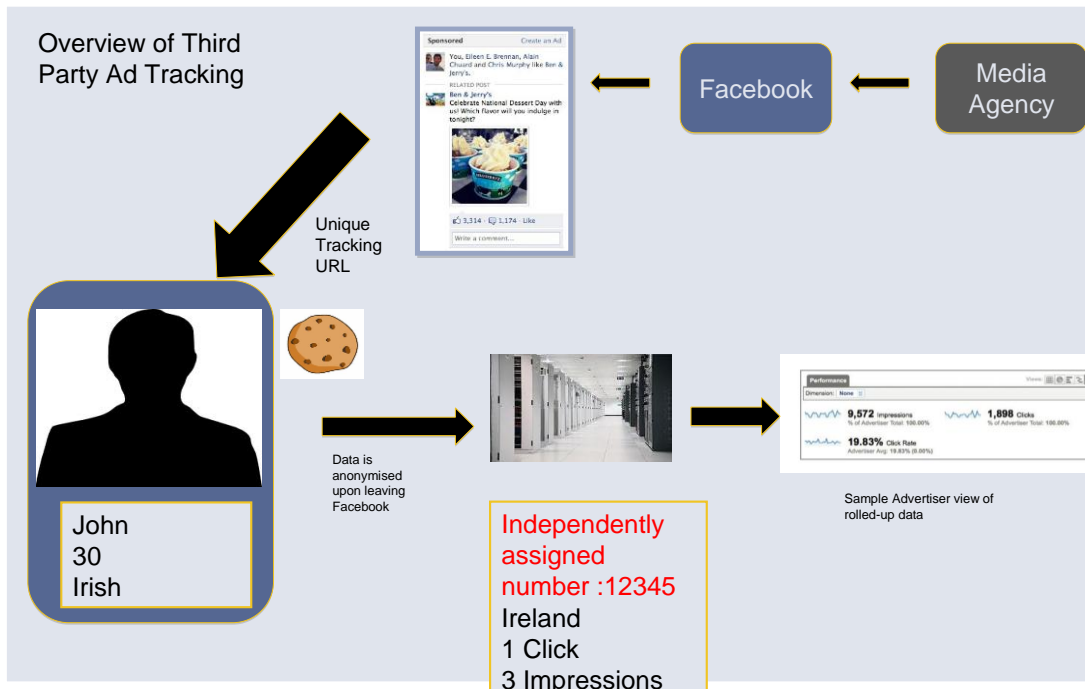 Overview of Third
Party Ad Tracking
Sponsored Create an Ad
You, Eileen E. Brennan, Alain
Chuard and Chris Murphy like Ben &
Jerry's.
RELATED POST
Ben & Jerry's
Celebrate National Dessert Day with
us! Which flavor will you indulge in
tonight?
3,314 · 1,174 · Like
Write a comment...
Facebook
Media
Agency
Unique
Tracking
URL
John
30
Irish
Data is
anonymised
upon leaving
Facebook
Independently
assigned
number :12345
Ireland
1 Click
3 Impressions
Performance Views:
Dimension: None
9,572 Impressions
% of Advertiser Total: 100.00%
1,898 Clicks
% of Advertiser Total: 100.00%
19.83% Click Rate
Advertiser Avg: 19.83% (0.00%)
Sample Advertiser view of
rolled-up data